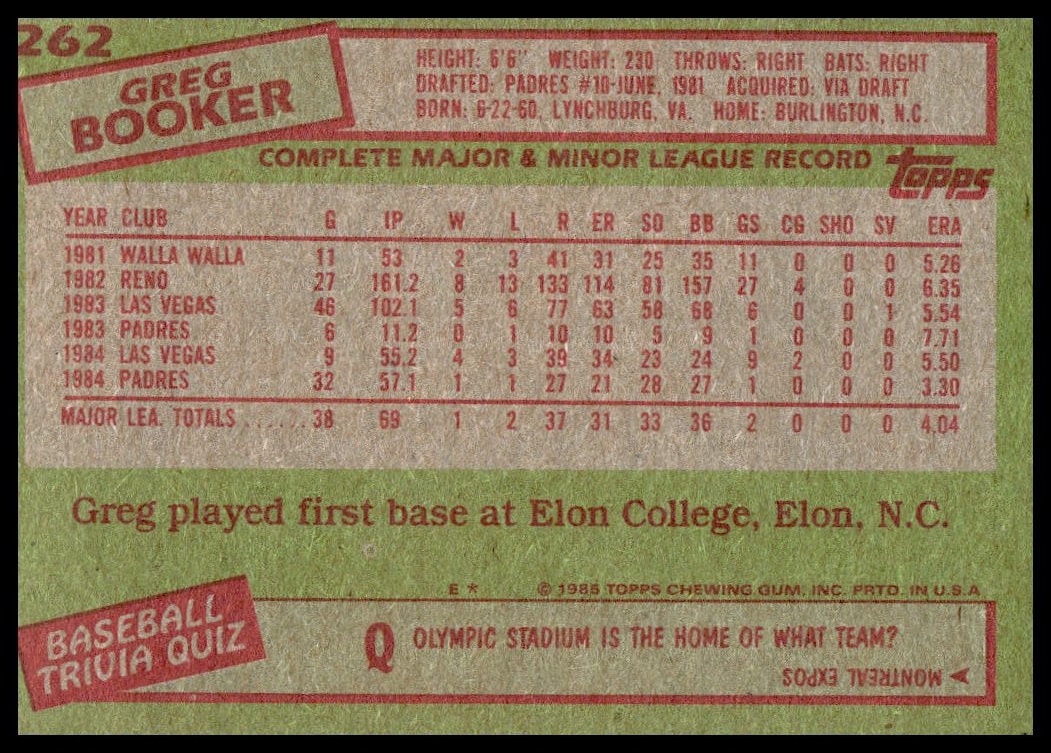 262
GREG
BOOKER
HEIGHT: 6'6" WEIGHT: 230 THROWS: RIGHT BATS: RIGHT
DRAFTED: PADRES #10-JUNE, 1981 ACQUIRED: VIA DRAFT
BORN: 6-22-60, LYNCHBURG, VA. HOME: BURLINGTON, N.C.
COMPLETE MAJOR & MINOR LEAGUE RECORD
Topps
YEAR CLUB G IP W L R ER SO BB GS CG SHO SV ERA
1981 WALLA WALLA 11 53 2 3 41 31 25 35 11 0 0 0 5.26
1982 RENO 27 161.2 8 13 133 114 81 157 27 4 0 0 6.35
1983 LAS VEGAS 46 102.1 5 6 77 63 58 68 6 0 0 1 5.54
1983 PADRES 6 11.2 0 1 10 10 5 9 1 0 0 0 7.71
1984 LAS VEGAS 9 55.2 4 3 39 34 23 24 9 2 0 0 5.50
1984 PADRES 32 57.1 1 1 27 21 28 27 1 0 0 0 3.30
MAJOR LEA. TOTALS ...... 38 69 1 2 37 31 33 36 2 0 0 0 4.04
Greg played first base at Elon College, Elon, N.C.
E * © 1985 TOPPS CHEWING GUM, INC. PRTD. IN U.S.A.
BASEBALL
TRIVIA QUIZ
Q OLYMPIC STADIUM IS THE HOME OF WHAT TEAM?
MONTREAL EXPOS